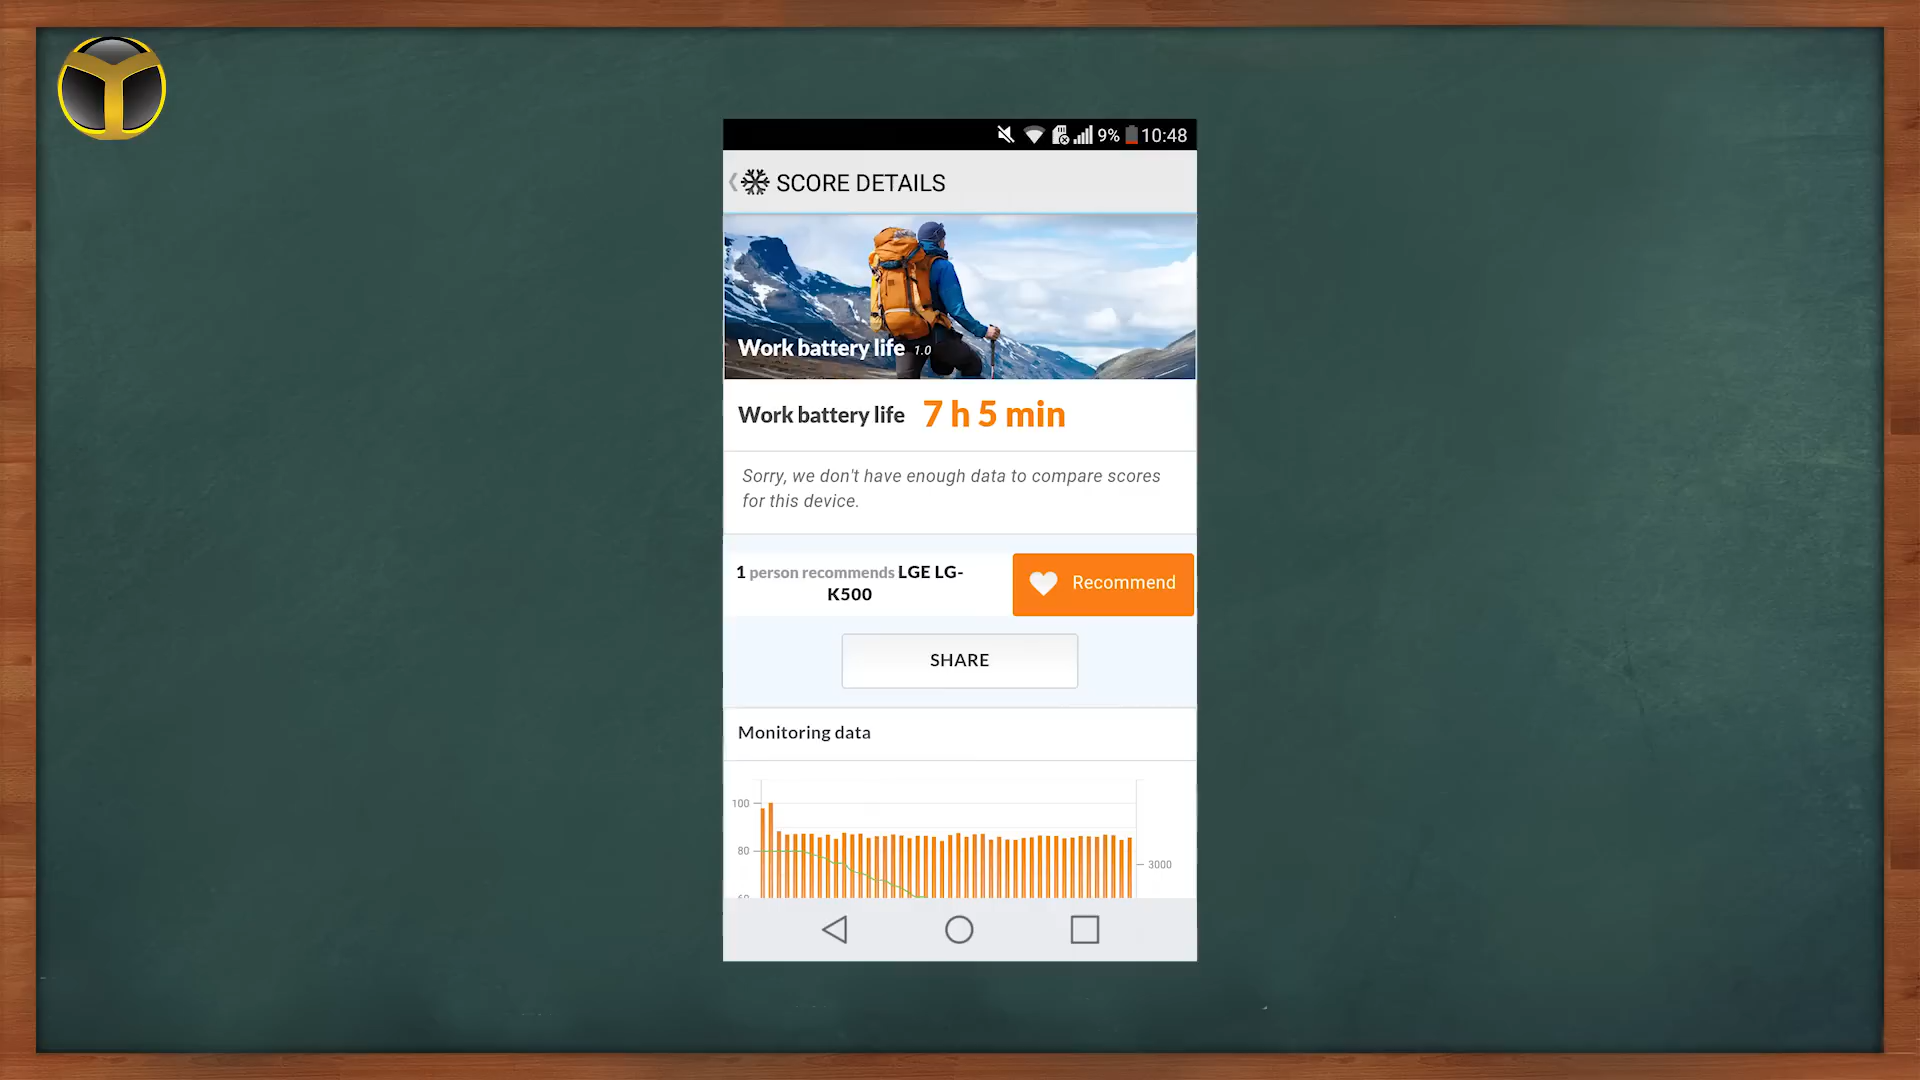 9% 10:48
SCORE DETAILS
Work battery life 1.0
Work battery life 7 h 5 min
Sorry, we don't have enough data to compare scores
for this device.
1 person recommends LGE LG-
K500
Recommend
SHARE
Monitoring data
100
80
3000